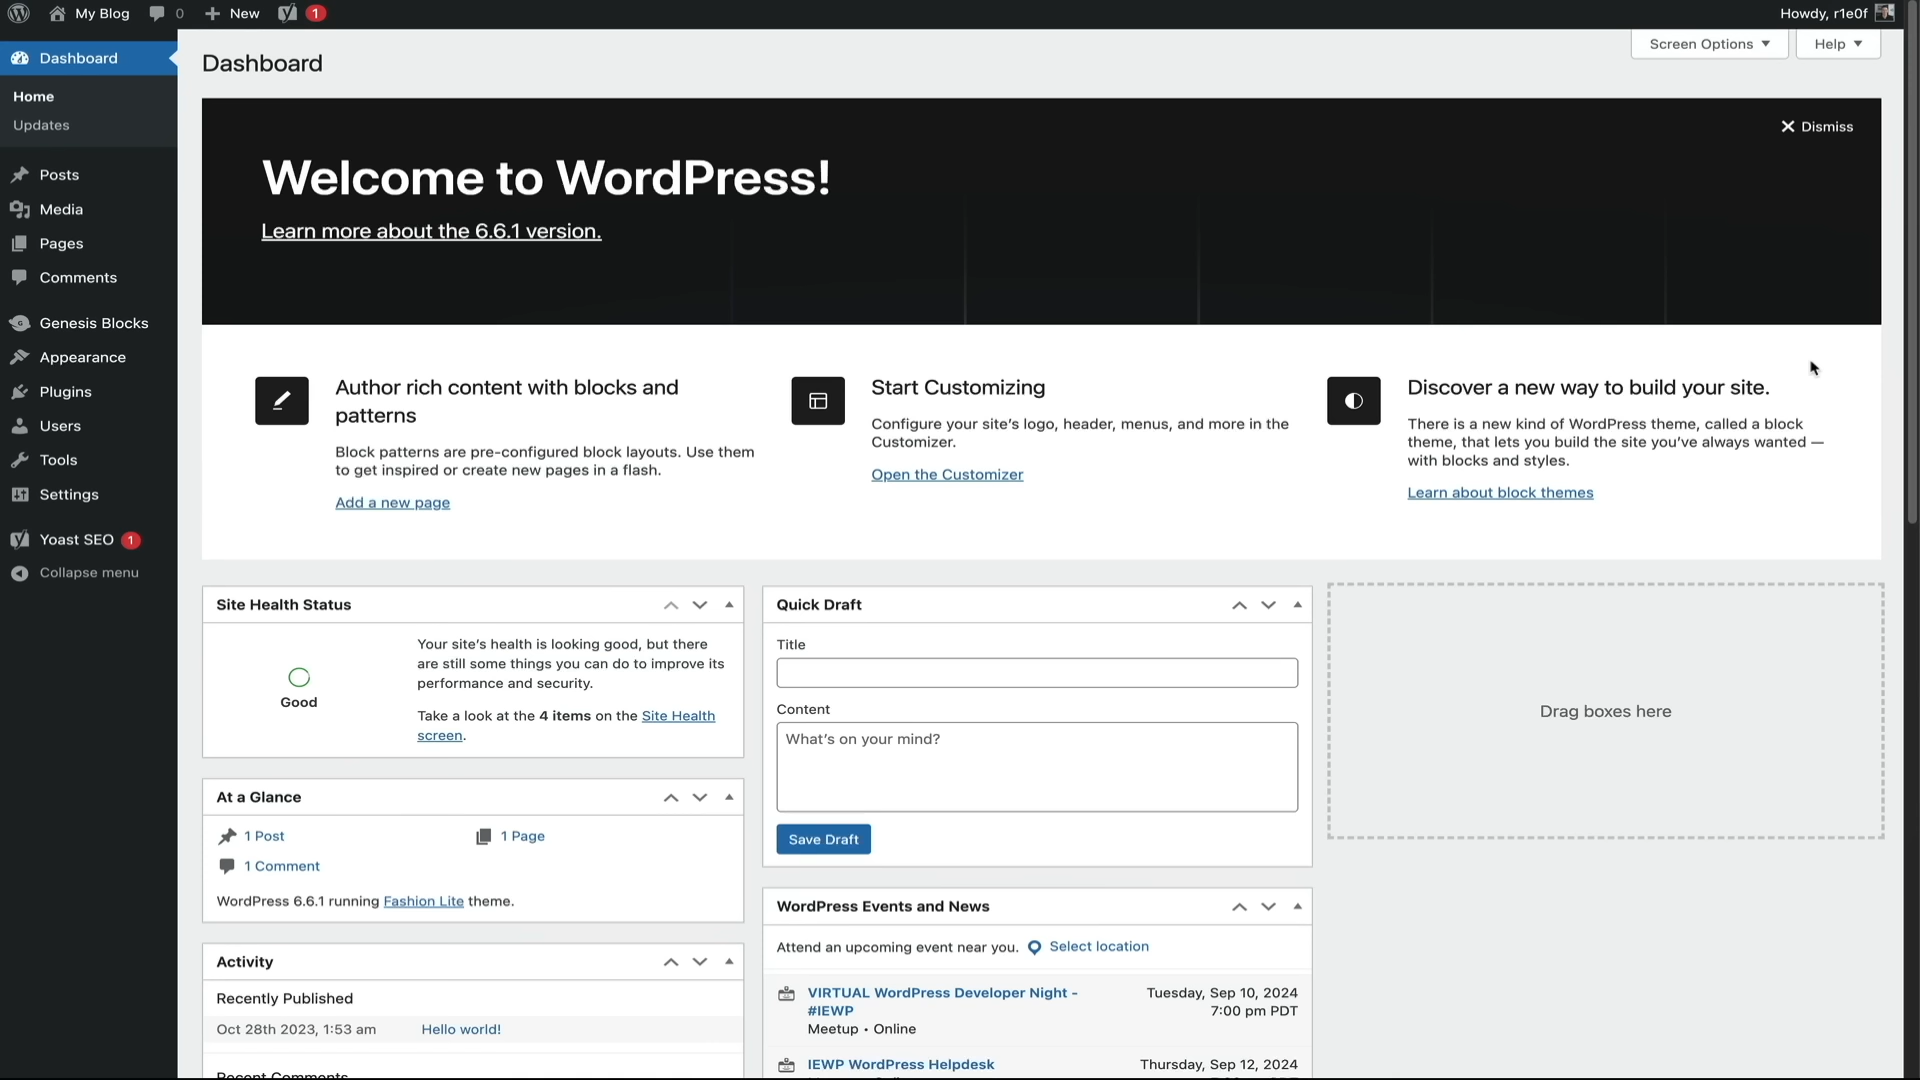 My Blog
0
New
1
Howdy, r1e0f
Dashboard
Home
Updates
Posts
Media
Pages
Comments
Genesis Blocks
Appearance
Plugins
Users
Tools
Settings
Yoast SEO 1
Collapse menu
Dashboard
Screen Options
Help
Dismiss
Welcome to WordPress!
Learn more about the 6.6.1 version.
Author rich content with blocks and
patterns
Block patterns are pre-configured block layouts. Use them
to get inspired or create new pages in a flash.
Add a new page
Start Customizing
Configure your site's logo, header, menus, and more in the
Customizer.
Open the Customizer
Discover a new way to build your site.
There is a new kind of WordPress theme, called a block
theme, that lets you build the site you've always wanted —
with blocks and styles.
Learn about block themes
Site Health Status
Good
Your site's health is looking good, but there
are still some things you can do to improve its
performance and security.
Take a look at the 4 items on the Site Health
screen.
At a Glance
1 Post
1 Page
1 Comment
WordPress 6.6.1 running Fashion Lite theme.
Activity
Recently Published
Oct 28th 2023, 1:53 am
Hello world!
Recent Comments
Quick Draft
Title
Content
What's on your mind?
Save Draft
WordPress Events and News
Attend an upcoming event near you.
Select location
VIRTUAL WordPress Developer Night -
#IEWP
Meetup • Online
Tuesday, Sep 10, 2024
7:00 pm PDT
IEWP WordPress Helpdesk
Thursday, Sep 12, 2024
Drag boxes here